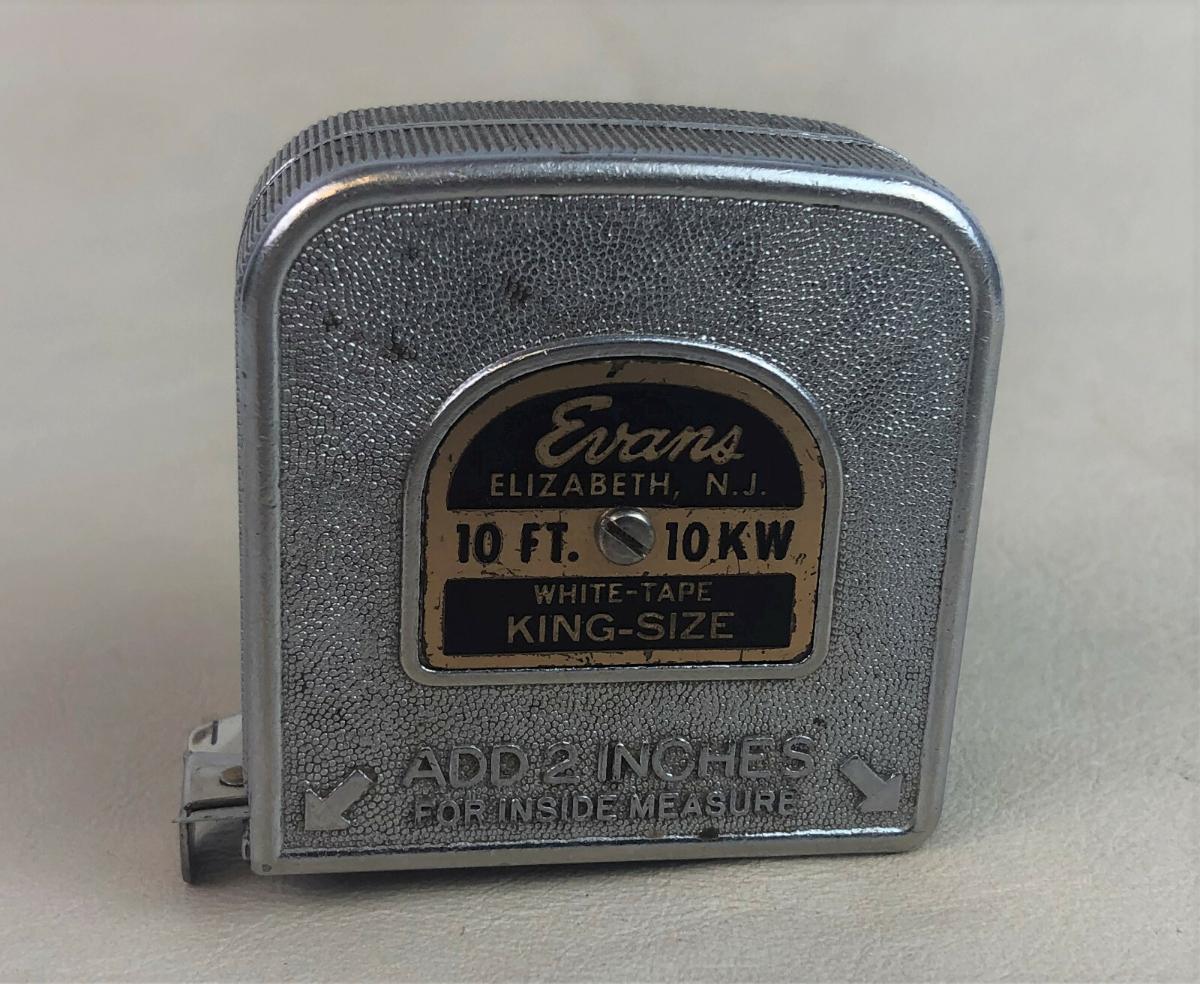 Evans
ELIZABETH, N.J.
10 FT. 10KW
WHITE-TAPE
KING-SIZE
ADD 2 INCHES
FOR INSIDE MEASURE